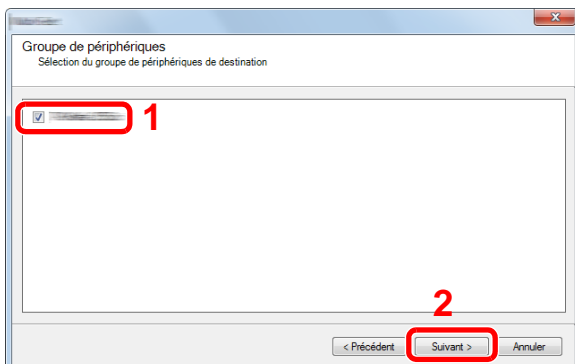 Groupe de périphériques
Sélection du groupe de périphériques de destination
1
2
< Précédent
Suivant >
Annuler